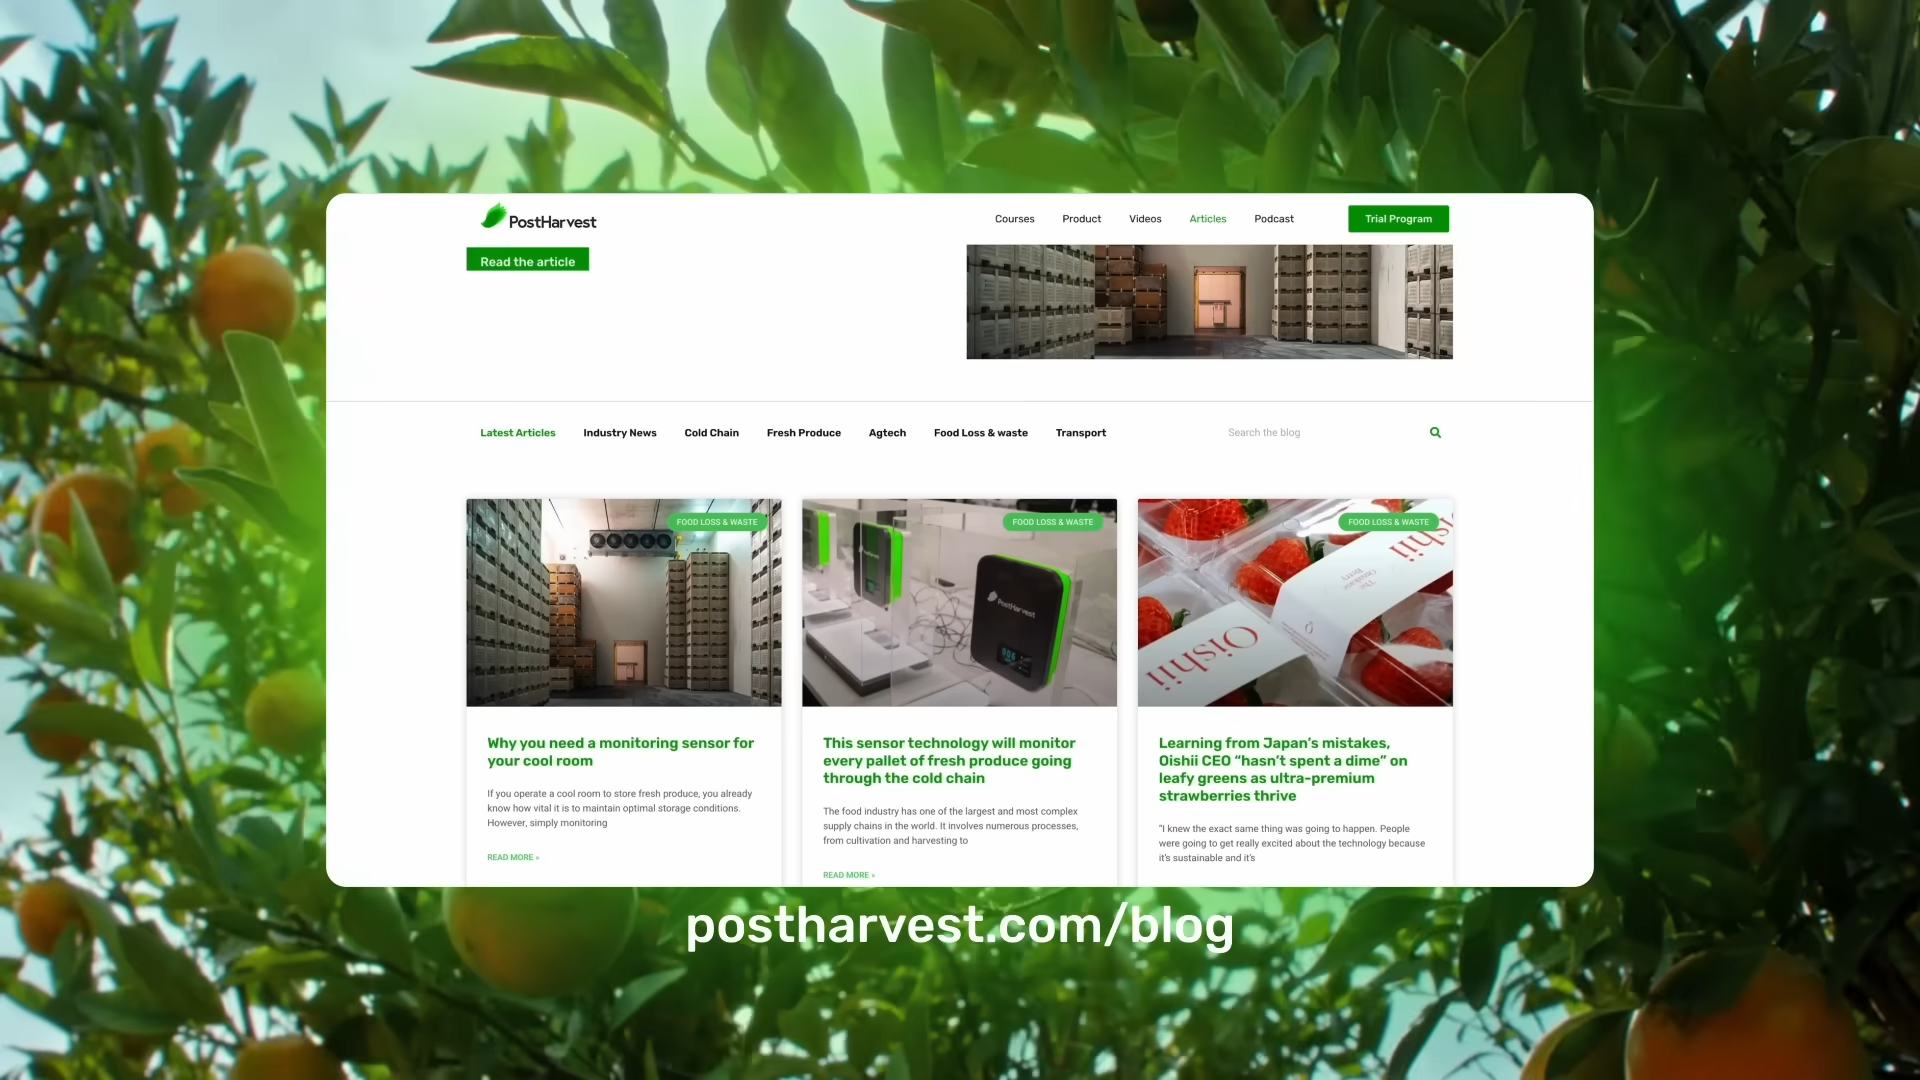 PostHarvest
Courses Product Videos Articles Podcast Trial Program
Read the article
Latest Articles Industry News Cold Chain Fresh Produce Agtech Food Loss & waste Transport Search the blog
FOOD LOSS & WASTE
FOOD LOSS & WASTE
FOOD LOSS & WASTE
PostHarvest
Oishii
Oishii
The
Berry
Why you need a monitoring sensor for
your cool room
If you operate a cool room to store fresh produce, you already
know how vital it is to maintain optimal storage conditions.
However, simply monitoring
READ MORE »
This sensor technology will monitor
every pallet of fresh produce going
through the cold chain
The food industry has one of the largest and most complex
supply chains in the world. It involves numerous processes,
from cultivation and harvesting to
READ MORE »
Learning from Japan’s mistakes,
Oishii CEO “hasn’t spent a dime” on
leafy greens as ultra-premium
strawberries thrive
“I knew the exact same thing was going to happen. People
were going to get really excited about the technology because
it’s sustainable and it’s
postharvest.com/blog